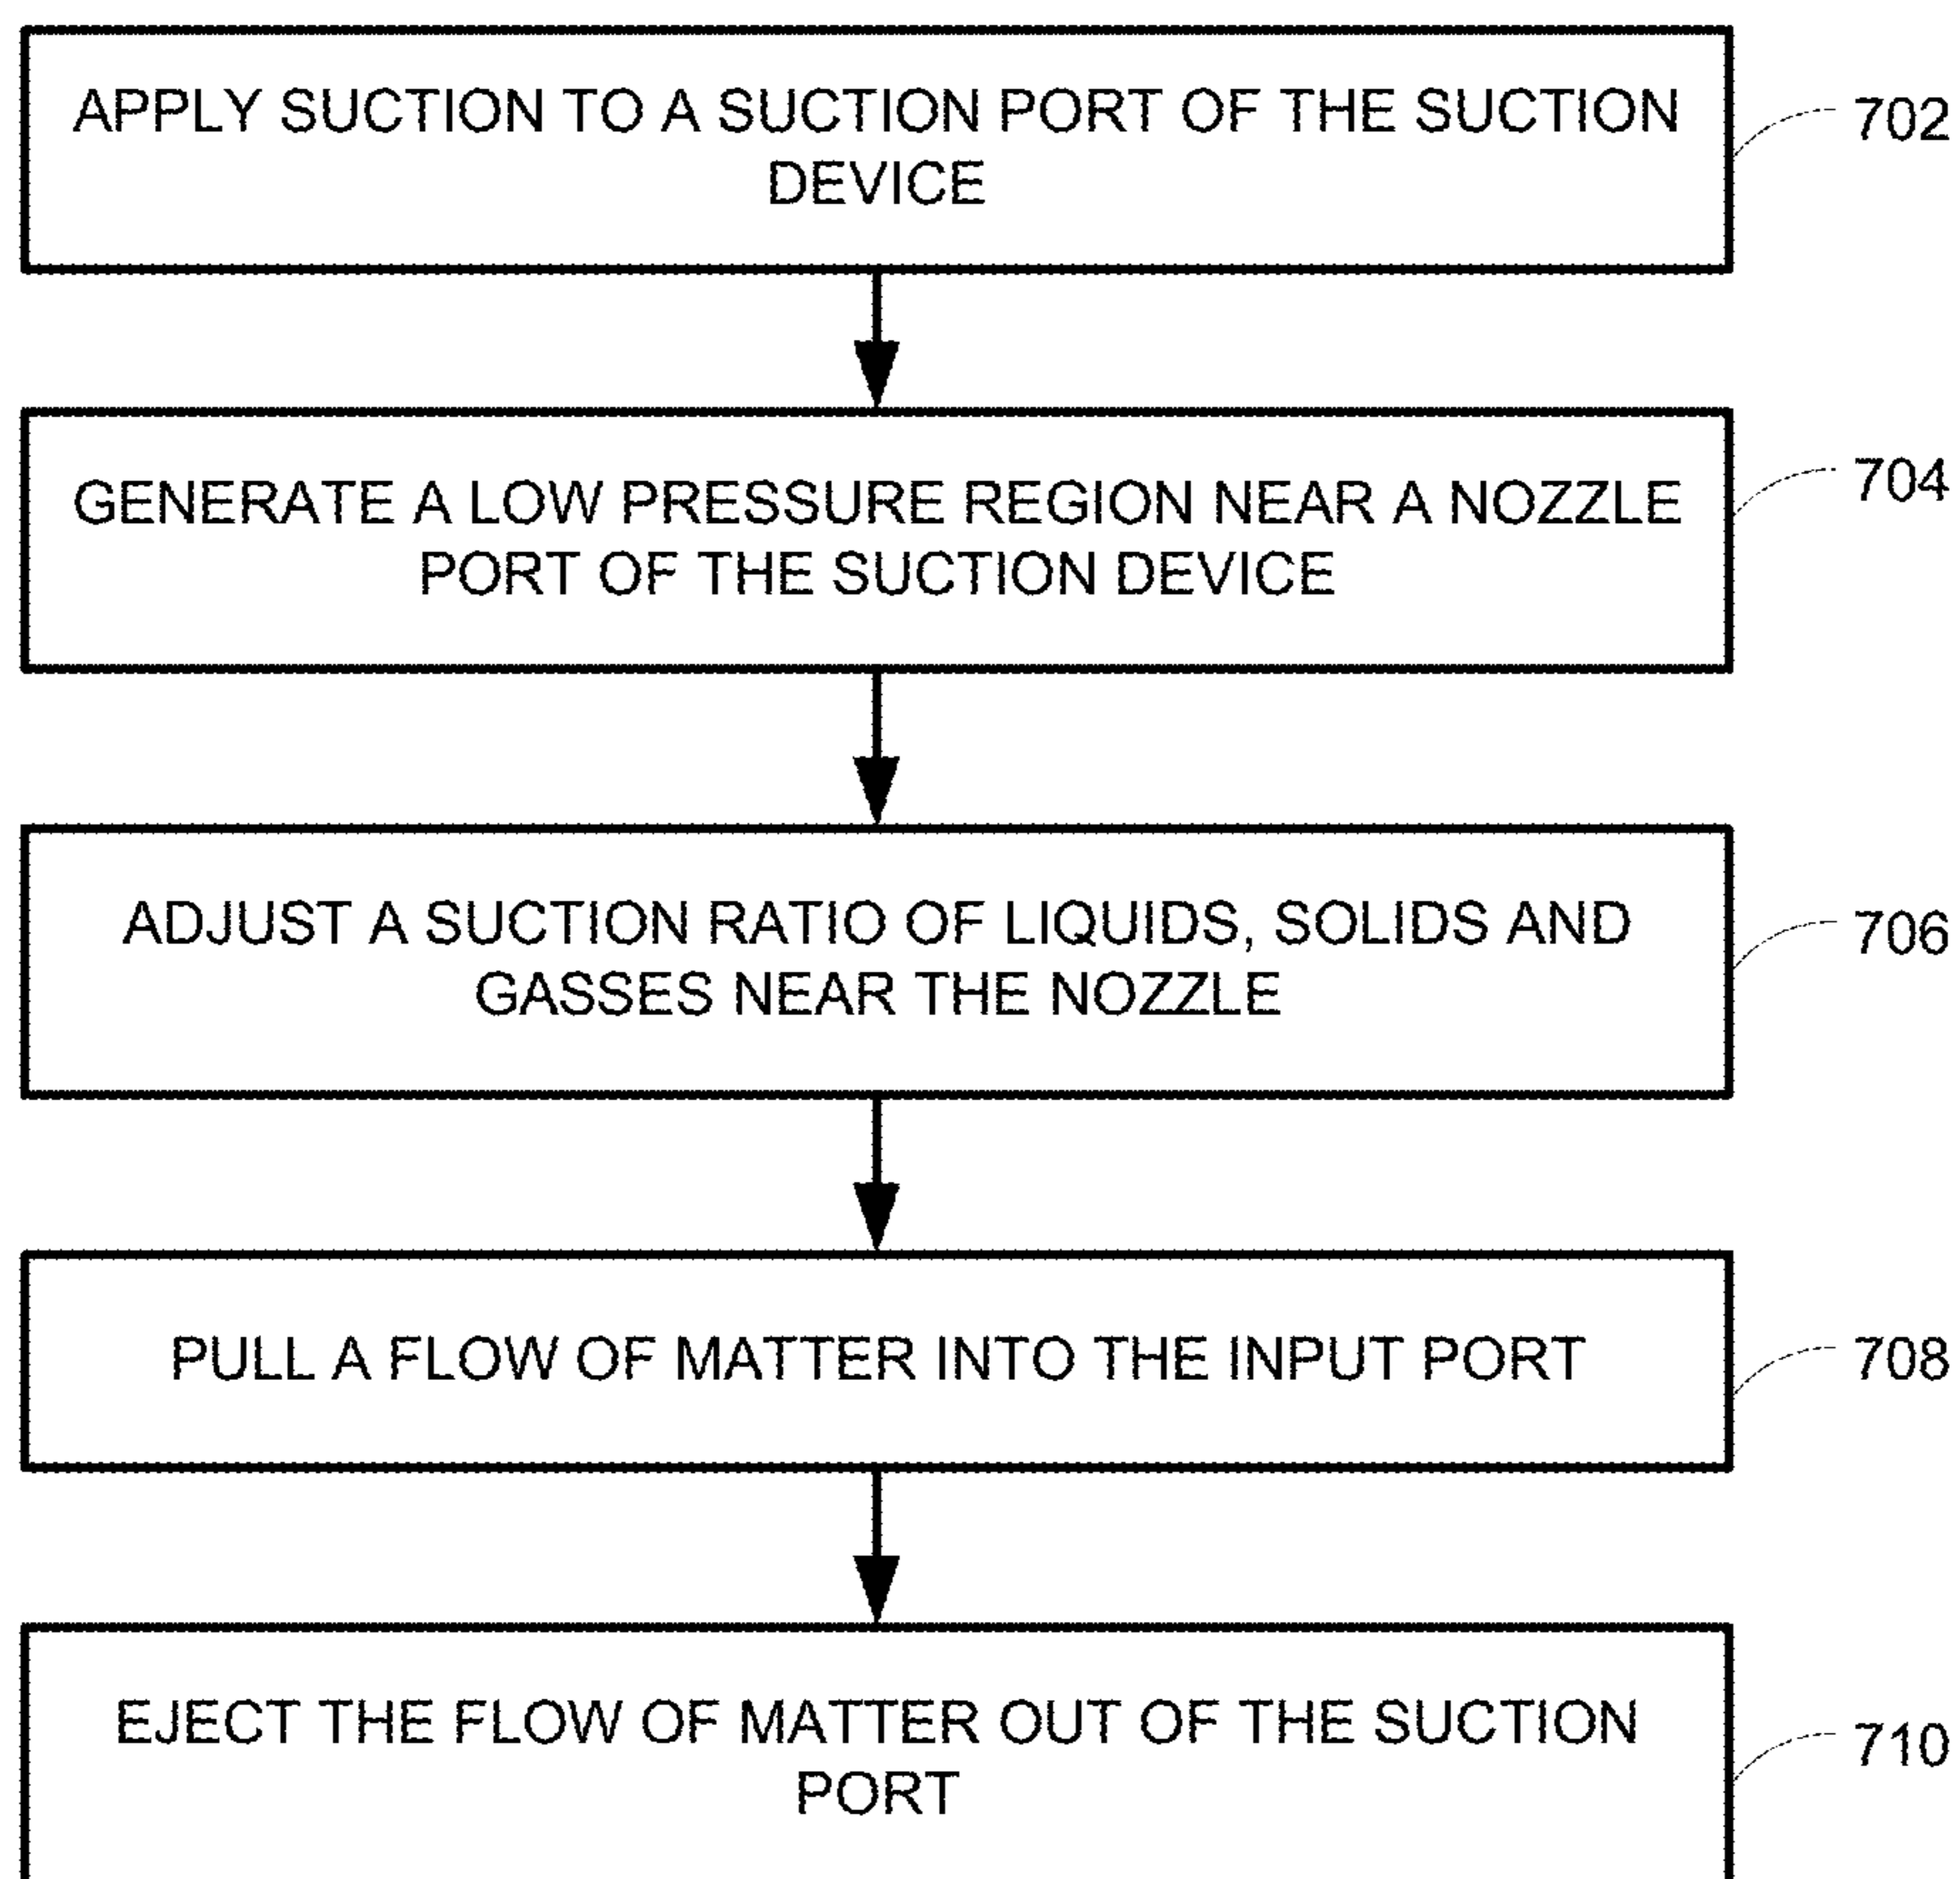 APPLY SUCTION TO A SUCTION PORT OF THE SUCTION
DEVICE
702
GENERATE A LOW PRESSURE REGION NEAR A NOZZLE
PORT OF THE SUCTION DEVICE
704
ADJUST A SUCTION RATIO OF LIQUIDS, SOLIDS AND
GASSES NEAR THE NOZZLE
706
PULL A FLOW OF MATTER INTO THE INPUT PORT
708
EJECT THE FLOW OF MATTER OUT OF THE SUCTION
PORT
710